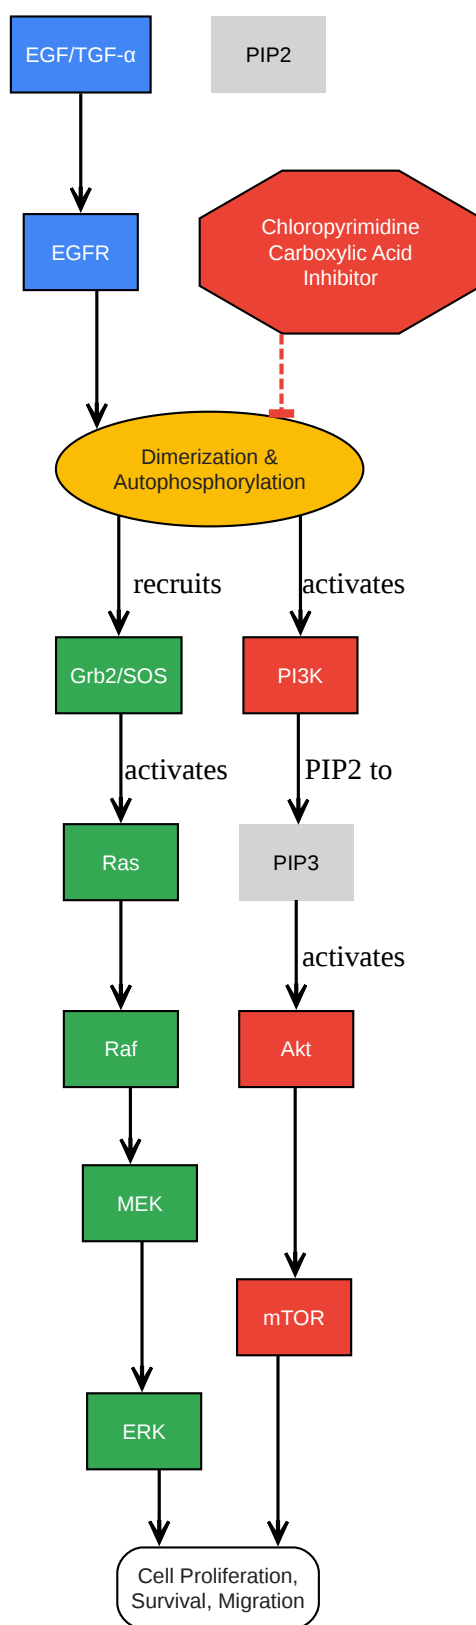 EGF/TGF-α
PIP2
EGFR
Chloropyrimidine
Carboxylic Acid
Inhibitor
Dimerization &
Autophosphorylation
recruits
activates
Grb2/SOS
PI3K
activates
PIP2 to
Ras
PIP3
activates
Raf
Akt
MEK
mTOR
ERK
Cell Proliferation,
Survival, Migration